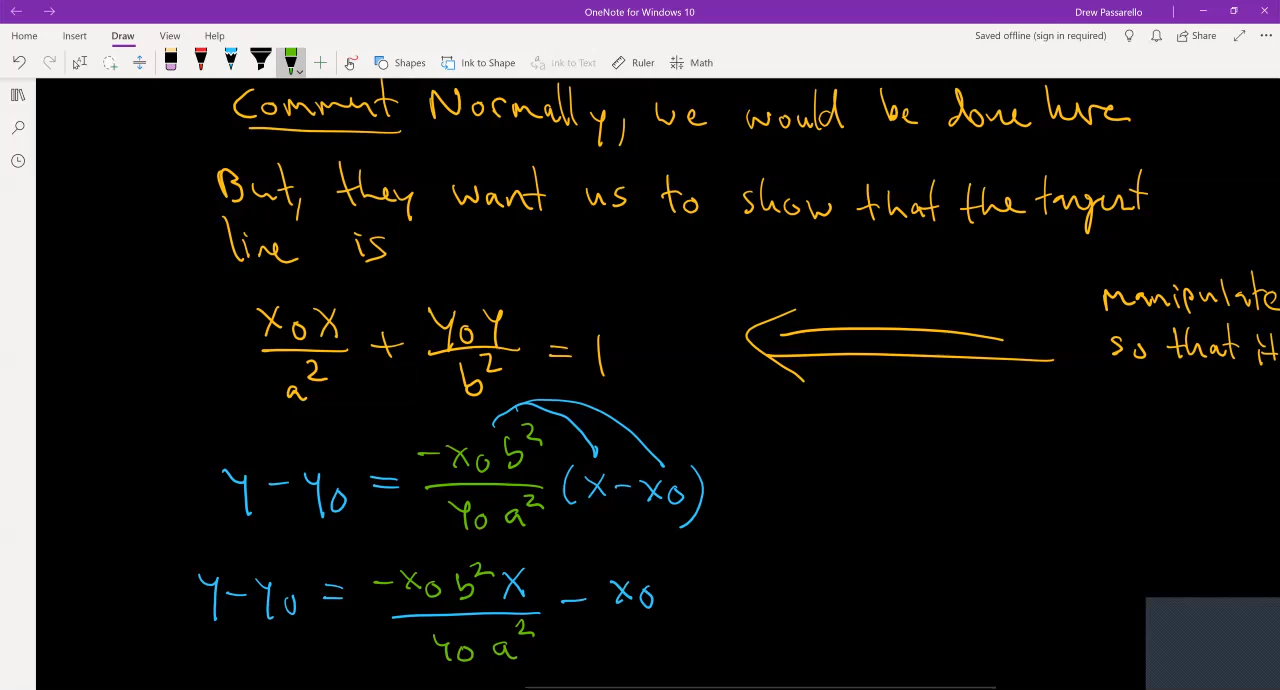 OneNote for Windows 10
Drew Passarello
Home Insert Draw View Help
Saved offline (sign in required) Share
Shapes Ink to Shape Ink to Text Ruler Math
Comment Normally, we would be done here
But, they want us to show that the tangent
line is
x₀x/a² + y₀y/b² = 1
manipulate
so that it
y − y₀ = −x₀b²/y₀a² (x − x₀)
y − y₀ = −x₀b²x/y₀a² − x₀